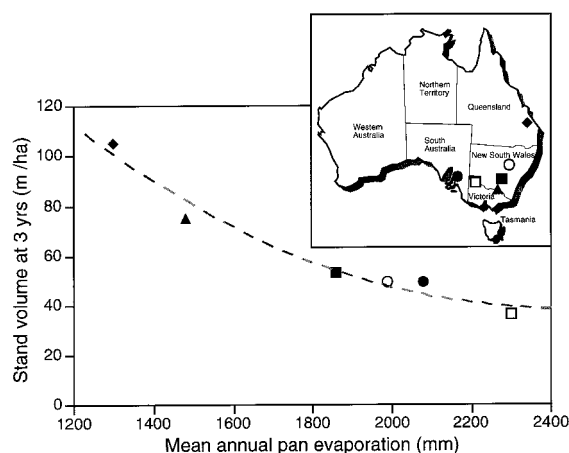 Stand volume at 3 yrs (m /ha)
120
100
80
60
40
20
0
1200
1400
1600
1800
2000
2200
2400
Mean annual pan evaporation (mm)
Northern
Territory
Queensland
Western
Australia
South
Australia
New South Wales
Victoria
Tasmania